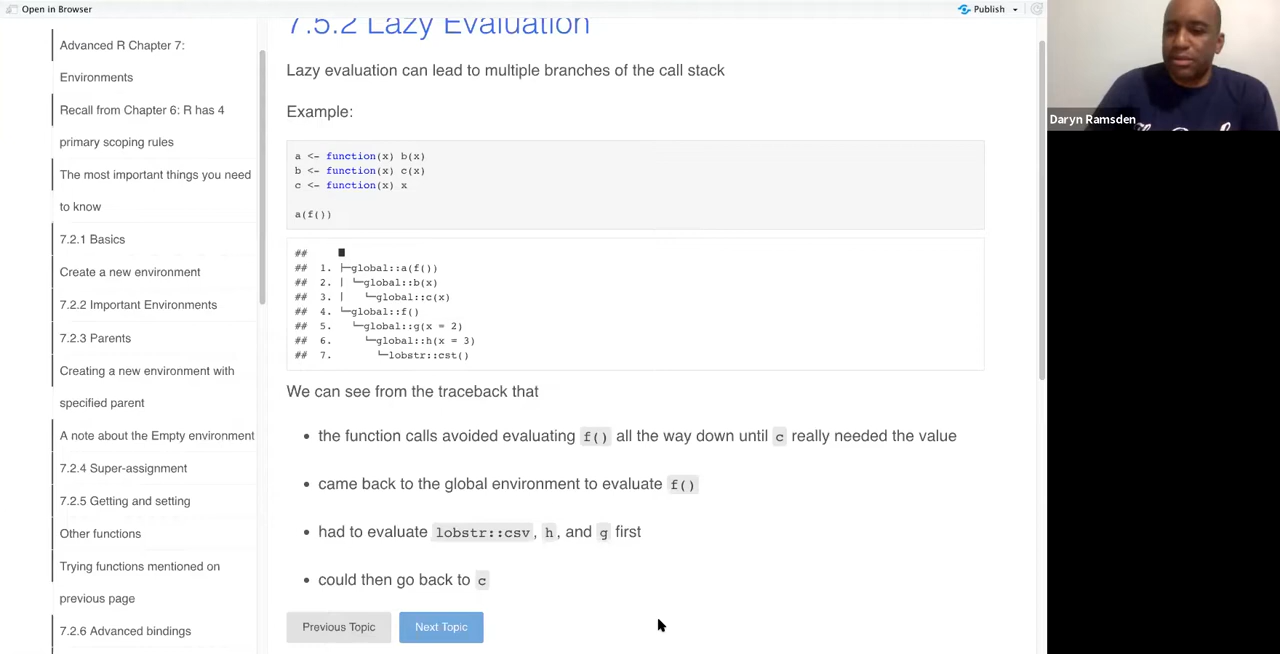 Open in Browser
Publish
Advanced R Chapter 7:
Environments
Recall from Chapter 6: R has 4
primary scoping rules
The most important things you need
to know
7.2.1 Basics
Create a new environment
7.2.2 Important Environments
7.2.3 Parents
Creating a new environment with
specified parent
A note about the Empty environment
7.2.4 Super-assignment
7.2.5 Getting and setting
Other functions
Trying functions mentioned on
previous page
7.2.6 Advanced bindings
7.5.2 Lazy Evaluation
Lazy evaluation can lead to multiple branches of the call stack
Example:
a <- function(x) b(x)
b <- function(x) c(x)
c <- function(x) x
a(f())
##     █
##  1. ├─global::a(f())
##  2. | └─global::b(x)
##  3. |   └─global::c(x)
##  4. └─global::f()
##  5.   └─global::g(x = 2)
##  6.     └─global::h(x = 3)
##  7.       └─lobstr::cst()
We can see from the traceback that
• the function calls avoided evaluating f() all the way down until c really needed the value
• came back to the global environment to evaluate f()
• had to evaluate lobstr::csv, h, and g first
• could then go back to c
Previous Topic
Next Topic
Daryn Ramsden